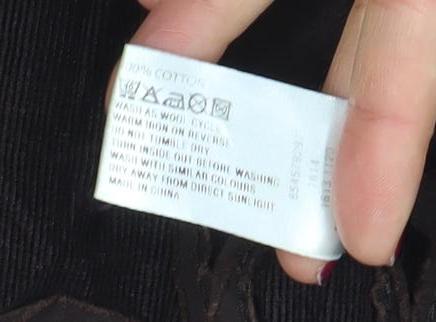 100% COTTON
WASH AS WOOL CYCLE
WARM IRON ON REVERSE
DO NOT TUMBLE DRY
TURN INSIDE OUT BEFORE WASHING
WASH WITH SIMILAR COLOURS
DRY AWAY FROM DIRECT SUNLIGHT
MADE IN CHINA
7614